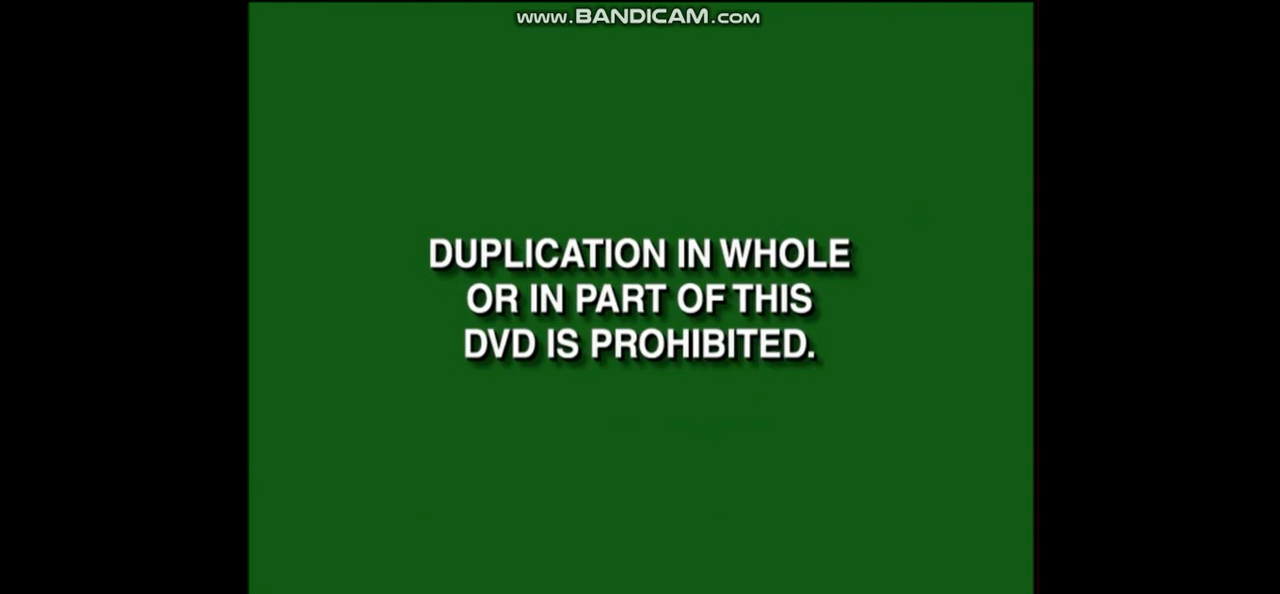 www.BANDICAM.com
DUPLICATION IN WHOLE
OR IN PART OF THIS
DVD IS PROHIBITED.